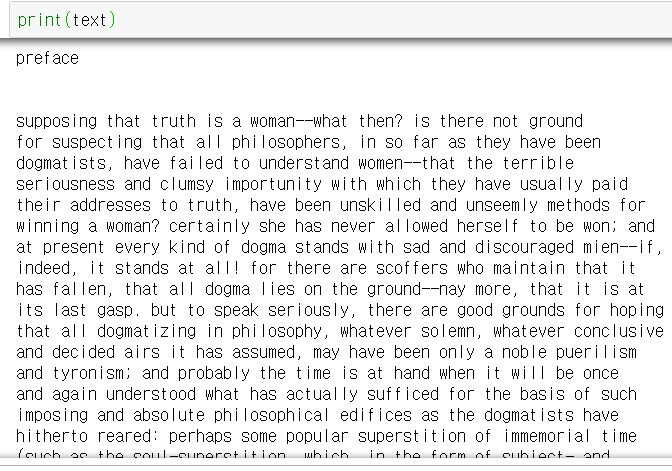 print(text)
preface
supposing that truth is a woman--what then? is there not ground
for suspecting that all philosophers, in so far as they have been
dogmatists, have failed to understand women--that the terrible
seriousness and clumsy importunity with which they have usually paid
their addresses to truth, have been unskilled and unseemly methods for
winning a woman? certainly she has never allowed herself to be won; and
at present every kind of dogma stands with sad and discouraged mien--if,
indeed, it stands at all! for there are scoffers who maintain that it
has fallen, that all dogma lies on the ground--nay more, that it is at
its last gasp. but to speak seriously, there are good grounds for hoping
that all dogmatizing in philosophy, whatever solemn, whatever conclusive
and decided airs it has assumed, may have been only a noble puerilism
and tyronism; and probably the time is at hand when it will be once
and again understood what has actually sufficed for the basis of such
imposing and absolute philosophical edifices as the dogmatists have
hitherto reared: perhaps some popular superstition of immemorial time
(such as the soul-superstition, which, in the form of subject- and